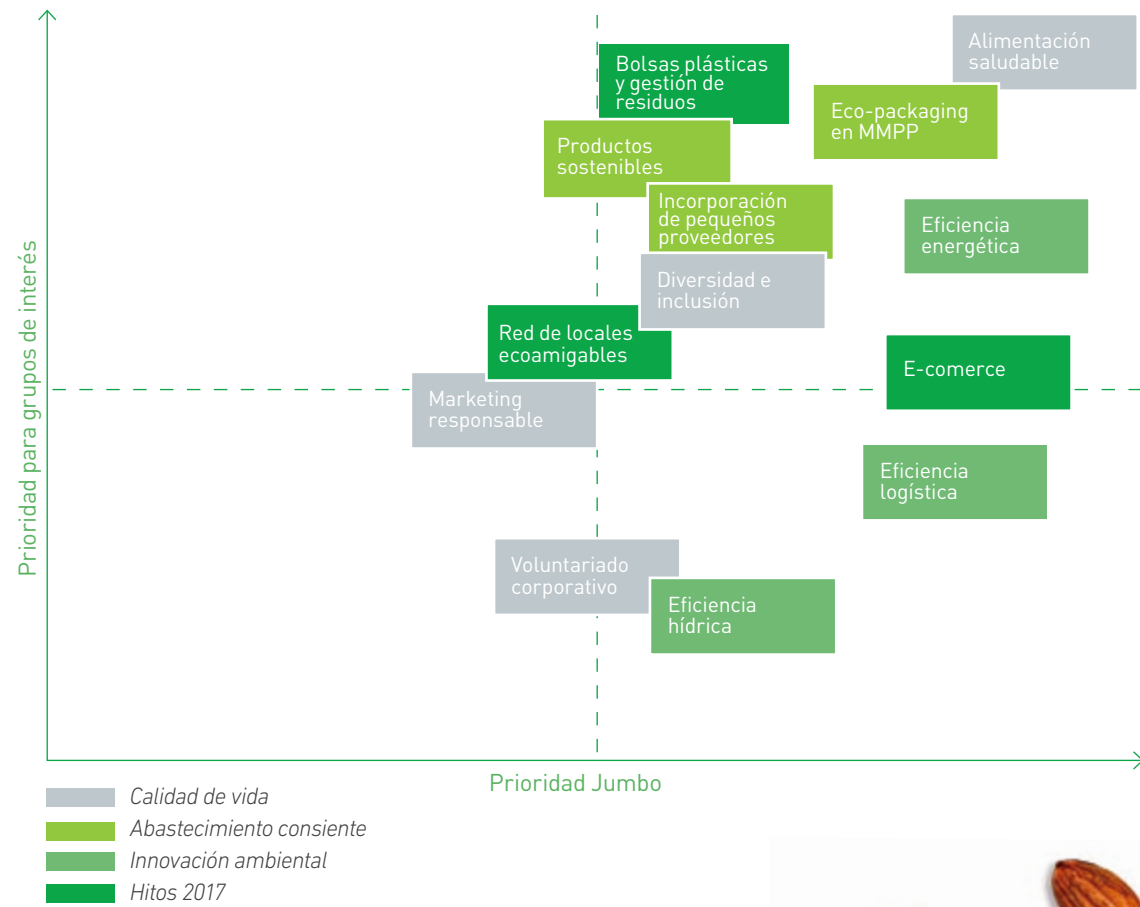 Prioridad para grupos de interés
Alimentación
saludable
Bolsas plásticas
y gestión de
residuos
Eco-packaging
en MMPP
Productos
sostenibles
Incorporación
de pequeños
proveedores
Eficiencia
energética
Diversidad e
inclusión
Red de locales
ecoamigables
E-comerce
Marketing
responsable
Eficiencia
logística
Voluntariado
corporativo
Eficiencia
hídrica
Prioridad Jumbo
Calidad de vida
Abastecimiento consiente
Innovación ambiental
Hitos 2017